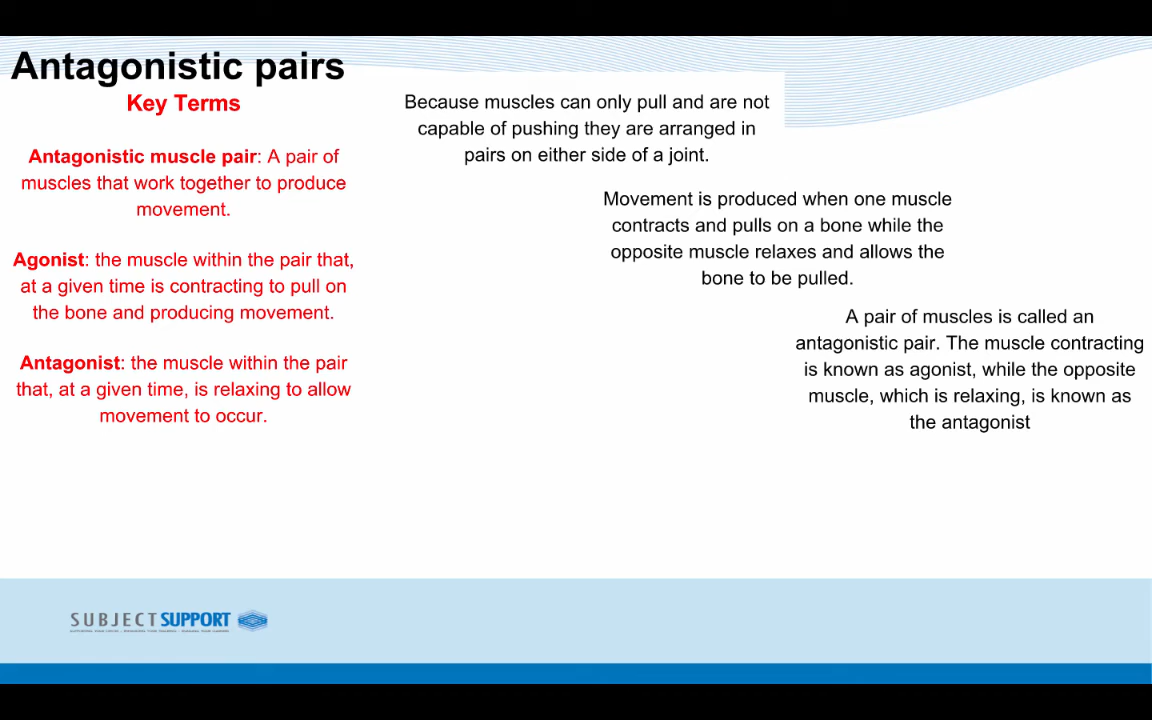 Antagonistic pairs
Key Terms
Antagonistic muscle pair: A pair of
muscles that work together to produce
movement.
Agonist: the muscle within the pair that,
at a given time is contracting to pull on
the bone and producing movement.
Antagonist: the muscle within the pair
that, at a given time, is relaxing to allow
movement to occur.
Because muscles can only pull and are not
capable of pushing they are arranged in
pairs on either side of a joint.
Movement is produced when one muscle
contracts and pulls on a bone while the
opposite muscle relaxes and allows the
bone to be pulled.
A pair of muscles is called an
antagonistic pair. The muscle contracting
is known as agonist, while the opposite
muscle, which is relaxing, is known as
the antagonist
SUBJECTSUPPORT